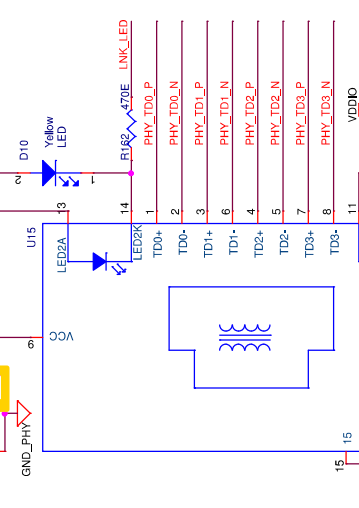 LNK_LED
470E
R162
Yellow
LED
D10
2
1
PHY_TD0_P
PHY_TD0_N
PHY_TD1_P
PHY_TD1_N
PHY_TD2_P
PHY_TD2_N
PHY_TD3_P
PHY_TD3_N
VDDIO
13
14
1
2
3
6
4
5
7
8
11
U15
LED2A
LED2K
TD0+
TD0-
TD1+
TD1-
TD2+
TD2-
TD3+
TD3-
6
VCC
GND_PHY
15
15